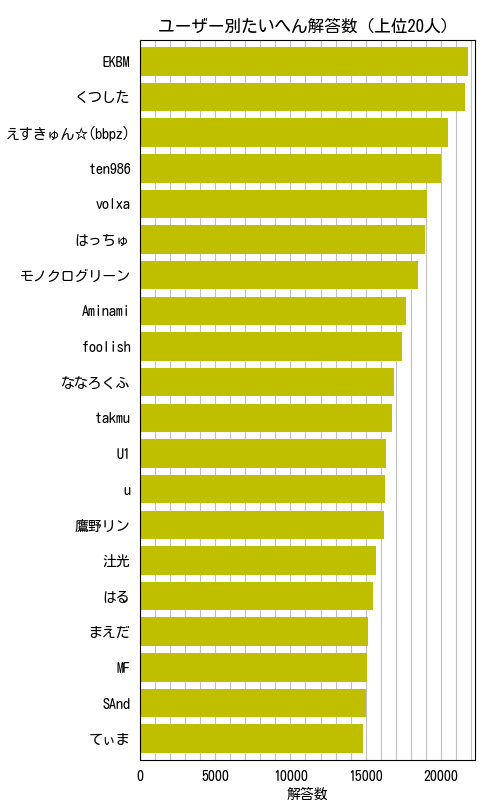 ユーザー別たいへん解答数（上位20人）
EKBM
くつした
えすきゅん☆(bbpz)
ten986
volxa
はっちゅ
モノクログリーン
Aminami
foolish
ななろくふ
takmu
U1
u
鷹野リン
辻光
はる
まえだ
MF
SAnd
てぃま
0 5000 10000 15000 20000
解答数